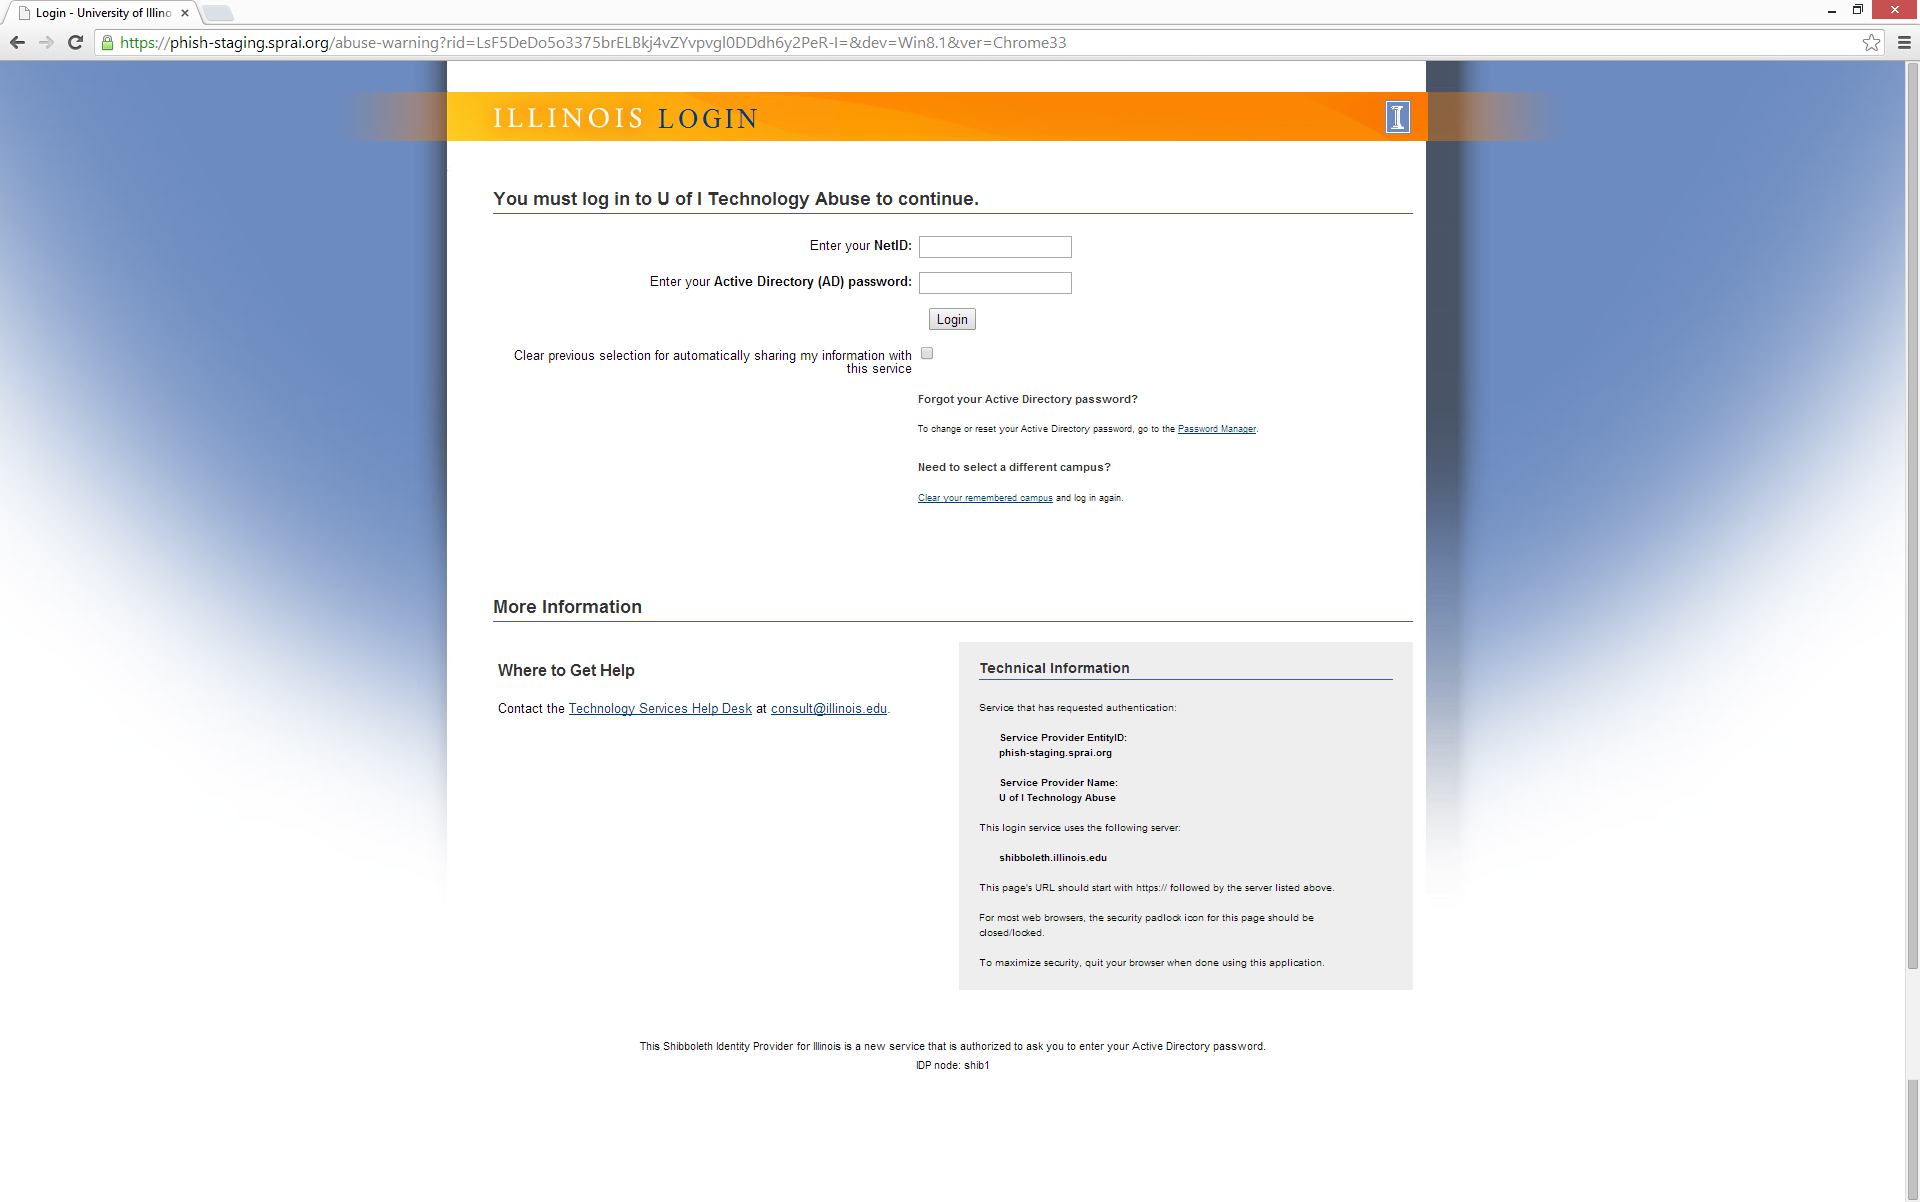 Login - University of Illino
https://phish-staging.sprai.org/abuse-warning?rid=LsF5DeDo5o3375brELBkj4vZYvpvgl0DDdh6y2PeR-I=&dev=Win8.1&ver=Chrome33
ILLINOIS LOGIN
I
You must log in to U of I Technology Abuse to continue.
Enter your NetID:
Enter your Active Directory (AD) password:
Login
Clear previous selection for automatically sharing my information with
this service
Forgot your Active Directory password?
To change or reset your Active Directory password, go to the Password Manager.
Need to select a different campus?
Clear your remembered campus and log in again.
More Information
Where to Get Help
Contact the Technology Services Help Desk at consult@illinois.edu.
Technical Information
Service that has requested authentication:
Service Provider EntityID:
phish-staging.sprai.org
Service Provider Name:
U of I Technology Abuse
This login service uses the following server:
shibboleth.illinois.edu
This page's URL should start with https:// followed by the server listed above.
For most web browsers, the security padlock icon for this page should be
closed/locked.
To maximize security, quit your browser when done using this application.
This Shibboleth Identity Provider for Illinois is a new service that is authorized to ask you to enter your Active Directory password.
IDP node: shib1